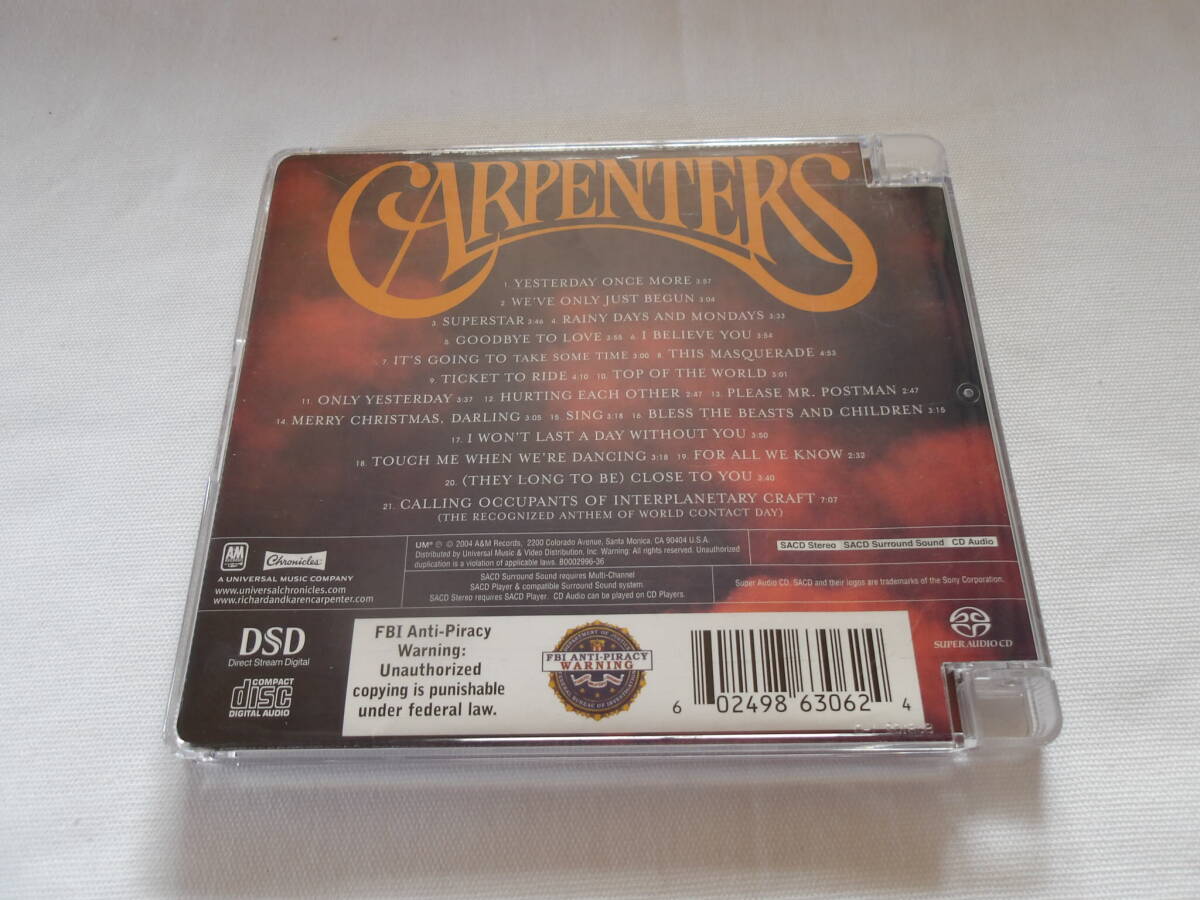 CARPENTERS
1. YESTERDAY ONCE MORE 3:57
2. WE'VE ONLY JUST BEGUN 3:04
3. SUPERSTAR 3:46 4. RAINY DAYS AND MONDAYS 3:33
5. GOODBYE TO LOVE 3:55 6. I BELIEVE YOU 3:54
7. IT'S GOING TO TAKE SOME TIME 3:00 8. THIS MASQUERADE 4:53
9. TICKET TO RIDE 4:10 10. TOP OF THE WORLD 3:01
11. ONLY YESTERDAY 3:37 12. HURTING EACH OTHER 2:47 13. PLEASE MR. POSTMAN 2:47
14. MERRY CHRISTMAS, DARLING 3:05 15. SING 3:18 16. BLESS THE BEASTS AND CHILDREN 3:15
17. I WON'T LAST A DAY WITHOUT YOU 3:50
18. TOUCH ME WHEN WE'RE DANCING 3:18 19. FOR ALL WE KNOW 2:32
20. (THEY LONG TO BE) CLOSE TO YOU 3:40
21. CALLING OCCUPANTS OF INTERPLANETARY CRAFT 7:07
(THE RECOGNIZED ANTHEM OF WORLD CONTACT DAY)
AM
Chronicles
A UNIVERSAL MUSIC COMPANY
www.universalchronicles.com
www.richardandkarencarpenter.com
UM® ℗ © 2004 A&M Records, 2200 Colorado Avenue, Santa Monica, CA 90404 U.S.A.
Distributed by Universal Music & Video Distribution, Inc. Warning: All rights reserved. Unauthorized
duplication is a violation of applicable laws. B0002996-36
SACD Stereo SACD Surround Sound CD Audio
SACD Surround Sound requires Multi-Channel
SACD Player & compatible Surround Sound system.
SACD Stereo requires SACD Player. CD Audio can be played on CD Players.
Super Audio CD, SACD and their logos are trademarks of the Sony Corporation.
DSD
Direct Stream Digital
COMPACT
disc
DIGITAL AUDIO
FBI Anti-Piracy
Warning:
Unauthorized
copying is punishable
under federal law.
DEPARTMENT OF JUSTICE
FBI ANTI-PIRACY
WARNING
FEDERAL BUREAU OF INVESTIGATION
6 02498 63062 4
SUPER AUDIO CD